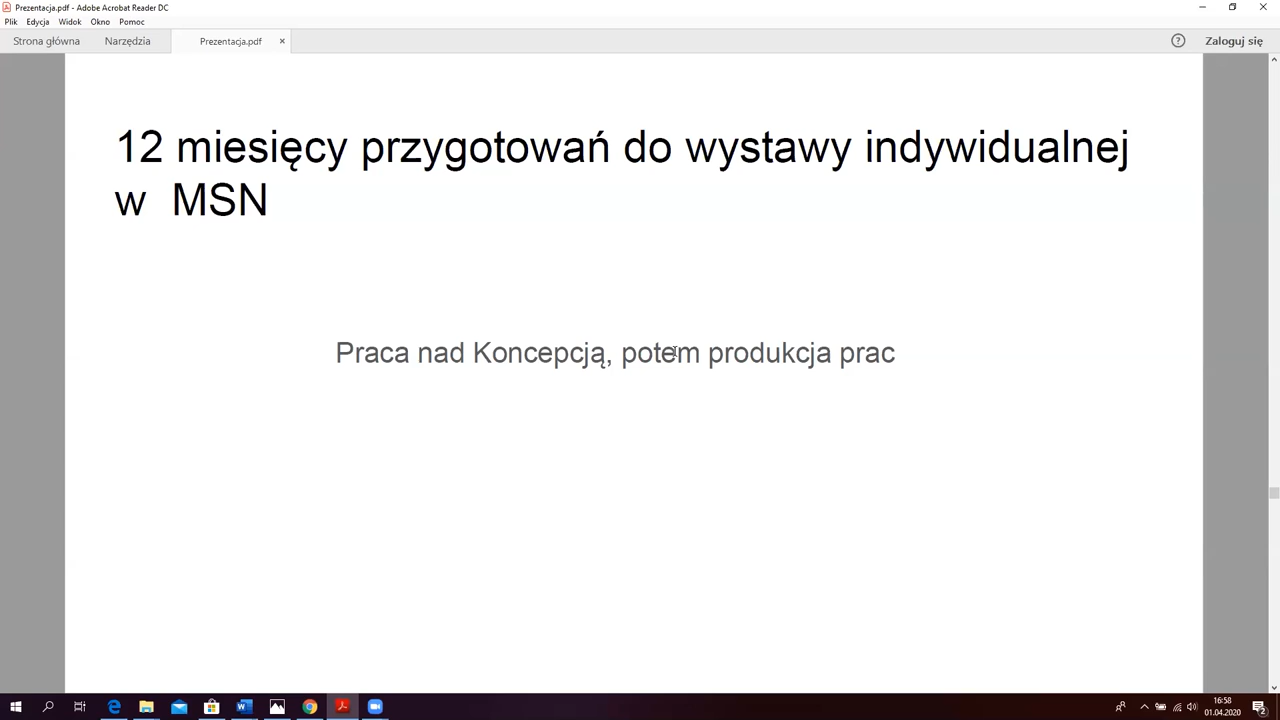 Prezentacja.pdf - Adobe Acrobat Reader DC
Plik Edycja Widok Okno Pomoc
Strona główna Narzędzia Prezentacja.pdf × ? Zaloguj się
12 miesięcy przygotowań do wystawy indywidualnej
w MSN
Praca nad Koncepcją, potem produkcja prac
16:58
01.04.2020
2